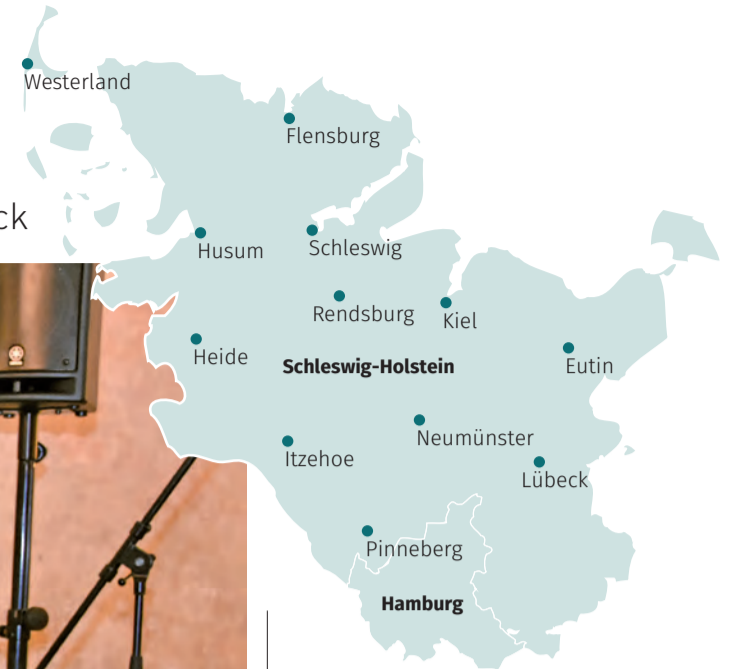 Westerland
Flensburg
ck
Husum
Schleswig
Rendsburg
Kiel
Heide
Schleswig-Holstein
Eutin
Neumünster
Itzehoe
Lübeck
Pinneberg
Hamburg